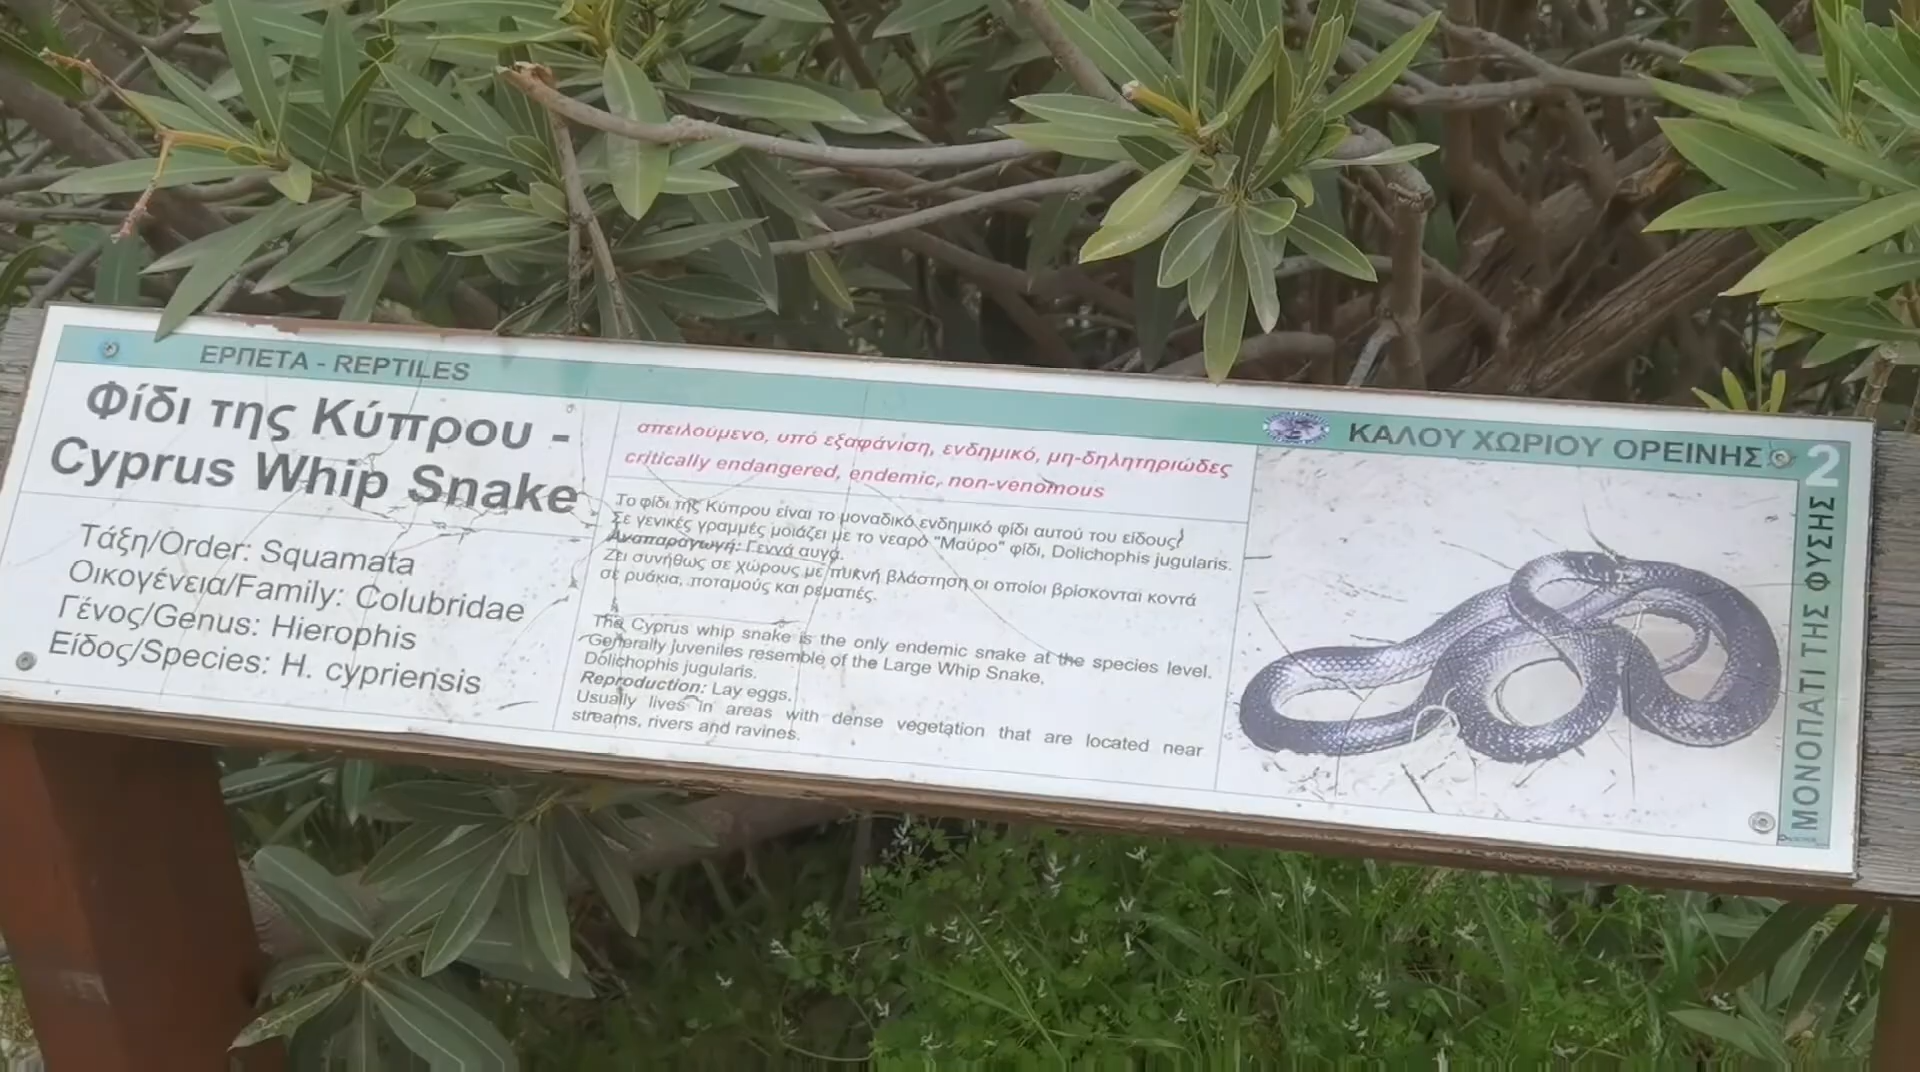 ΕΡΠΕΤΑ - REPTILES
Φίδι της Κύπρου -
Cyprus Whip Snake
Τάξη/Order: Squamata
Οικογένεια/Family: Colubridae
Γένος/Genus: Hierophis
Είδος/Species: H. cypriensis
απειλούμενο, υπό εξαφάνιση, ενδημικό, μη-δηλητηριώδες
critically endangered, endemic, non-venomous
Το φίδι της Κύπρου είναι το μοναδικό ενδημικό φίδι αυτού του είδους.
Σε γενικές γραμμές μοιάζει με το νεαρό "Μαύρο" φίδι, Dolichophis jugularis.
Αναπαραγωγή: Γεννά αυγά.
Ζει συνήθως σε χώρους με πυκνή βλάστηση οι οποίοι βρίσκονται κοντά
σε ρυάκια, ποταμούς και ρεματιές.
The Cyprus whip snake is the only endemic snake at the species level.
Generally juveniles resemble of the Large Whip Snake,
Dolichophis jugularis.
Reproduction: Lay eggs.
Usually lives in areas with dense vegetation that are located near
streams, rivers and ravines.
ΚΑΛΟΥ ΧΩΡΙΟΥ ΟΡΕΙΝΗΣ
2
ΜΟΝΟΠΑΤΙ ΤΗΣ ΦΥΣΗΣ